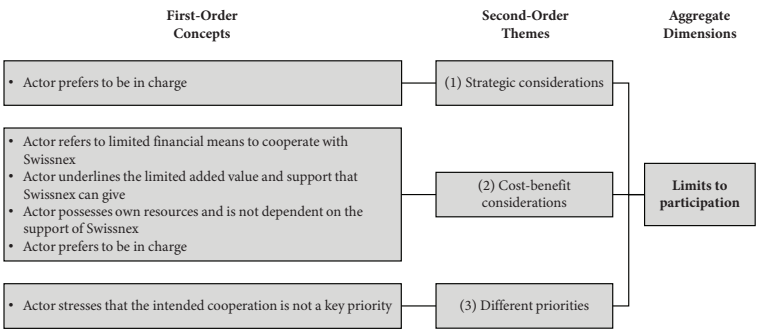 First-Order
Concepts
Second-Order
Themes
Aggregate
Dimensions
• Actor prefers to be in charge
(1) Strategic considerations
• Actor refers to limited financial means to cooperate with
Swissnex
• Actor underlines the limited added value and support that
Swissnex can give
• Actor possesses own resources and is not dependent on the
support of Swissnex
• Actor prefers to be in charge
(2) Cost-benefit
considerations
Limits to
participation
• Actor stresses that the intended cooperation is not a key priority
(3) Different priorities